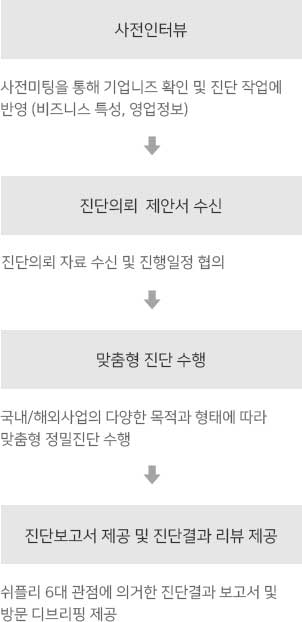 사전인터뷰
사전미팅을 통해 기업니즈 확인 및 진단 작업에
반영 (비즈니스 특성, 영업정보)
진단의뢰 제안서 수신
진단의뢰 자료 수신 및 진행일정 협의
맞춤형 진단 수행
국내/해외사업의 다양한 목적과 형태에 따라
맞춤형 정밀진단 수행
진단보고서 제공 및 진단결과 리뷰 제공
쉬플리 6대 관점에 의거한 진단결과 보고서 및
방문 디브리핑 제공